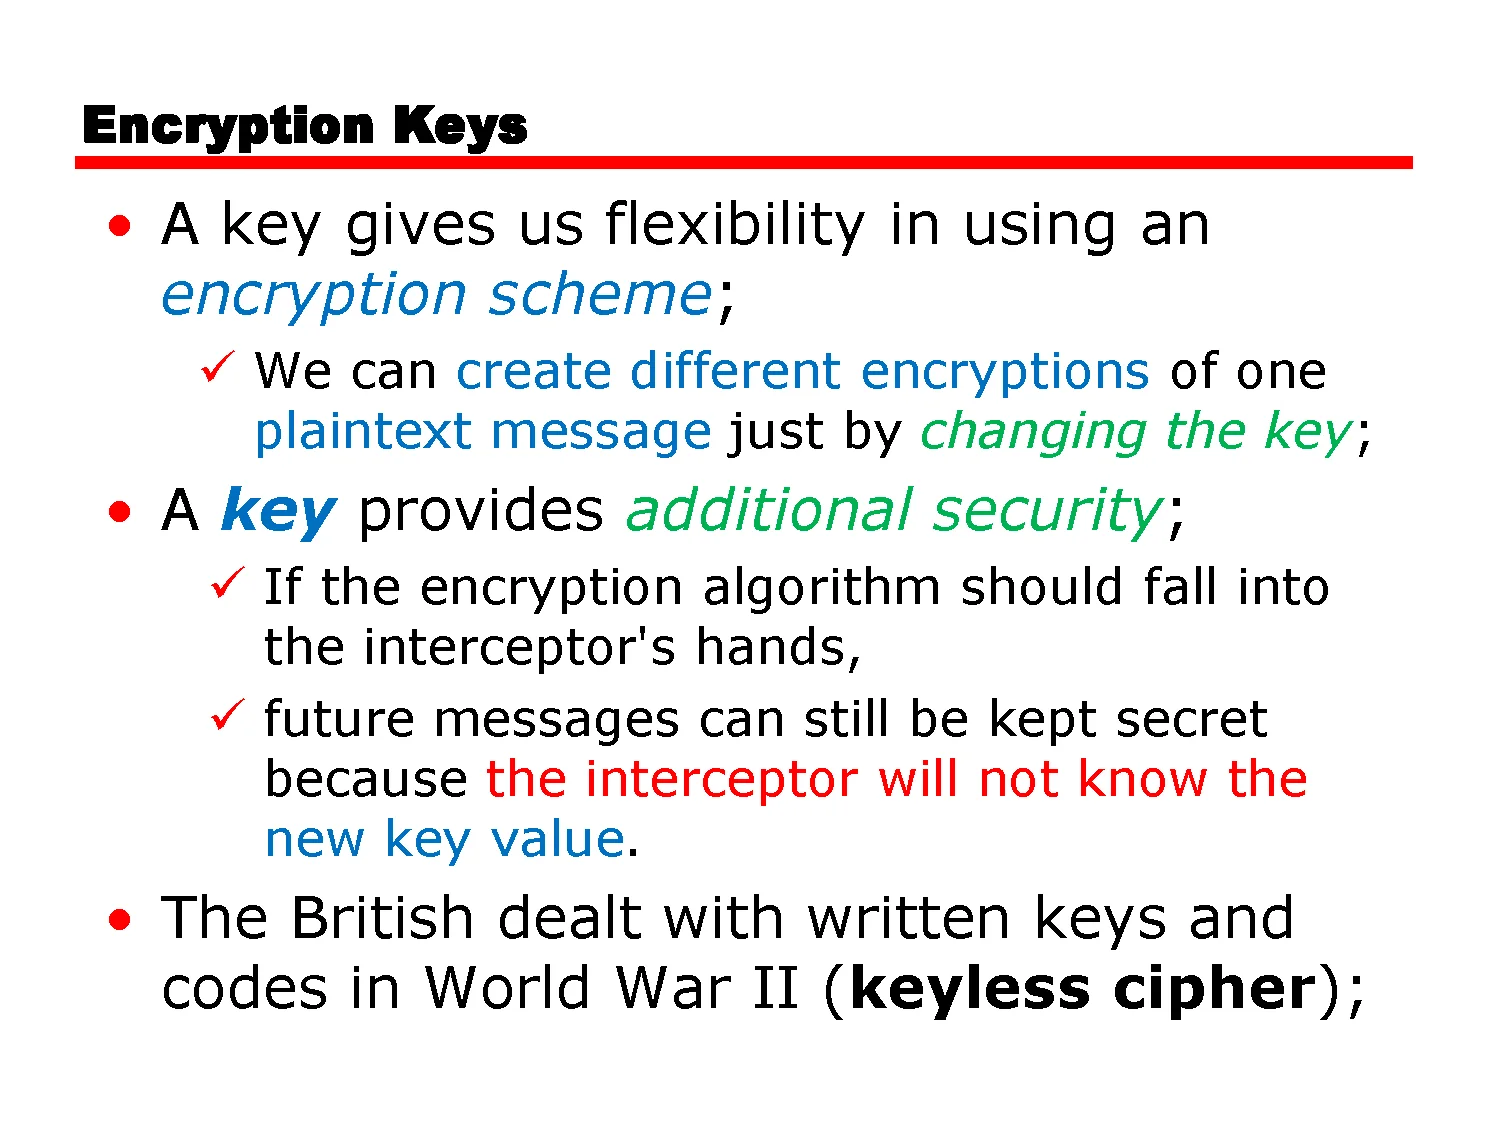 Encryption Keys
• A key gives us flexibility in using an
encryption scheme;
✓ We can create different encryptions of one
plaintext message just by changing the key;
• A key provides additional security;
✓ If the encryption algorithm should fall into
the interceptor's hands,
✓ future messages can still be kept secret
because the interceptor will not know the
new key value.
• The British dealt with written keys and
codes in World War II (keyless cipher);